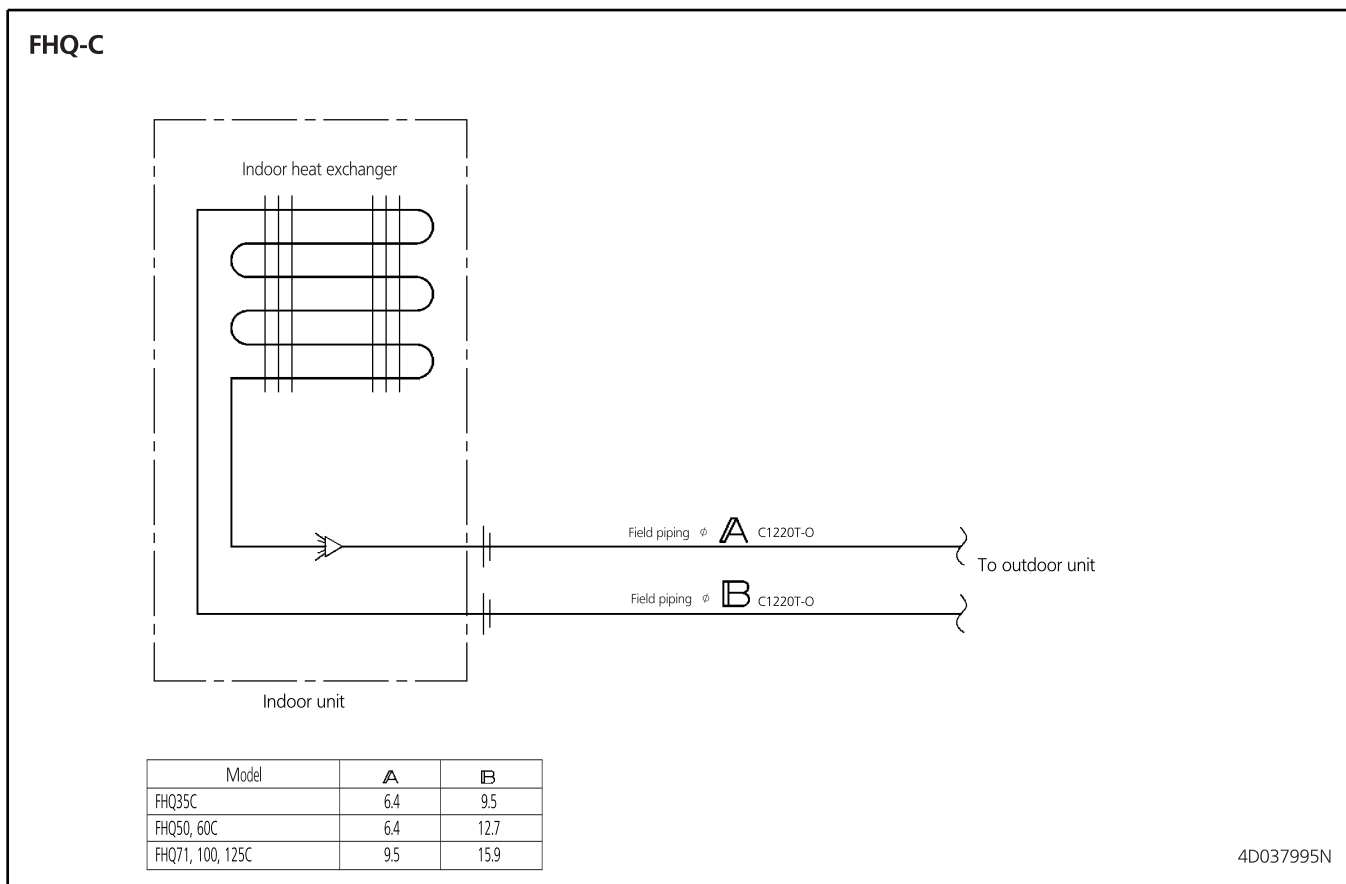 FHQ-C
Indoor heat exchanger
Field piping ø A C1220T-O
To outdoor unit
Field piping ø B C1220T-O
Indoor unit
Model A B
FHQ35C 6.4 9.5
FHQ50, 60C 6.4 12.7
FHQ71, 100, 125C 9.5 15.9
4D037995N